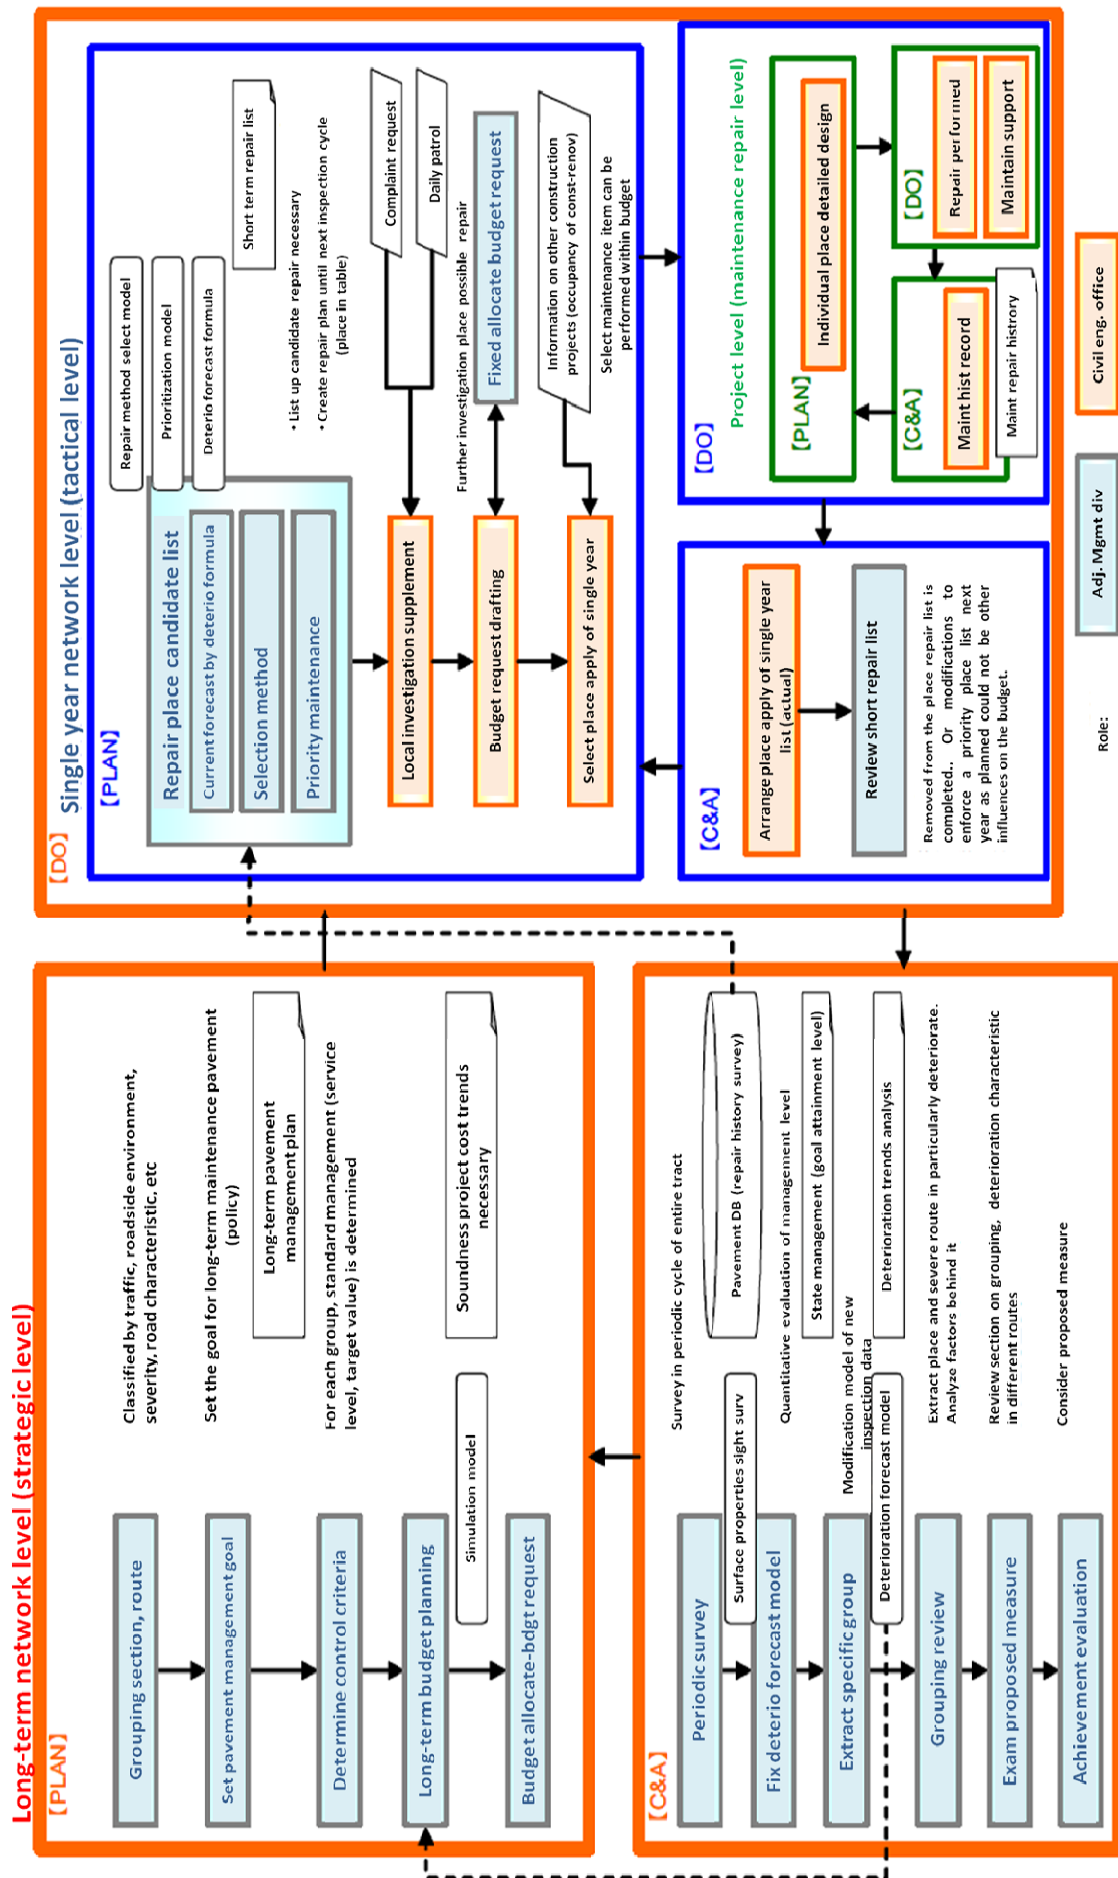 Long-term network level (strategic level)
[PLAN]
Grouping section, route
Classified by traffic, roadside environment,
severity, road characteristic, etc
Set pavement management goal
Set the goal for long-term maintenance pavement
(policy)
Long-term pavement
management plan
Determine control criteria
For each group, standard management (service
level, target value) is determined
Long-term budget planning
Simulation model
Soundness project cost trends
necessary
Budget allocate-bdgt request
[C&A]
Periodic survey
Survey in periodic cycle of entire tract
Surface properties sight surv
Pavement DB (repair history survey)
Fix deterio forecast model
Quantitative evaluation of management level
State management (goal attainment level)
Extract specific group
Modification model of new
inspection data
Deterioration forecast model
Deterioration trends analysis
Grouping review
Extract place and severe route in particularly deteriorate.
Analyze factors behind it
Exam proposed measure
Review section on grouping, deterioration characteristic
in different routes
Achievement evaluation
Consider proposed measure
[DO]
Single year network level (tactical level)
[PLAN]
Repair place candidate list
Current forecast by deterio formula
Selection method
Priority maintenance
Repair method select model
Prioritization model
Deterio forecast formula
Short term repair list
• List up candidate repair necessary
• Create repair plan until next inspection cycle
(place in table)
Local investigation supplement
Complaint request
Daily patrol
Further investigation place possible repair
Budget request drafting
Fixed allocate budget request
Select place apply of single year
Information on other construction
projects (occupancy of const-renov)
Select maintenance item can be
performed within budget
[C&A]
Arrange place apply of single year
list (actual)
Review short repair list
Removed from the place repair list is
completed.. Or modifications to
enforce a priority place list next
year as planned could not be other
influences on the budget.
[DO]
Project level (maintenance repair level)
[PLAN]
Individual place detailed design
[C&A]
Maint hist record
Maint repair histrory
[DO]
Repair performed
Maintain support
Role:
Adj. Mgmt div
Civil eng. office